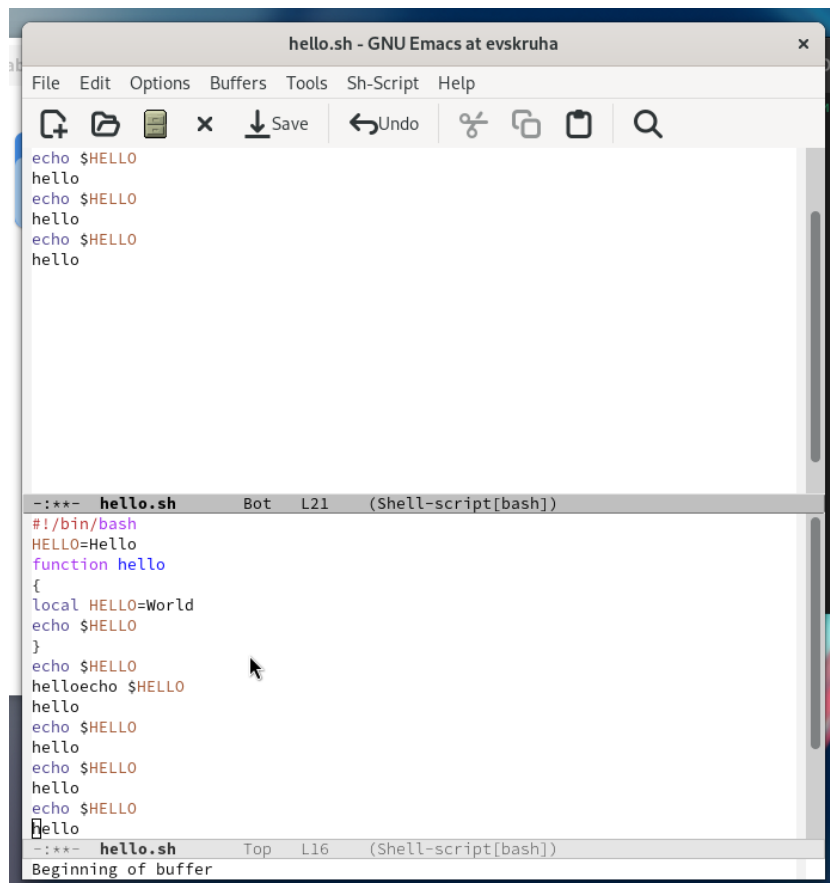 hello.sh - GNU Emacs at evskruha ×
File Edit Options Buffers Tools Sh-Script Help
Save Undo
echo $HELLO
hello
echo $HELLO
hello
echo $HELLO
hello
-:**- hello.sh Bot L21 (Shell-script[bash])
#!/bin/bash
HELLO=Hello
function hello
{
local HELLO=World
echo $HELLO
}
echo $HELLO
helloecho $HELLO
hello
echo $HELLO
hello
echo $HELLO
hello
echo $HELLO
hello
-:**- hello.sh Top L16 (Shell-script[bash])
Beginning of buffer